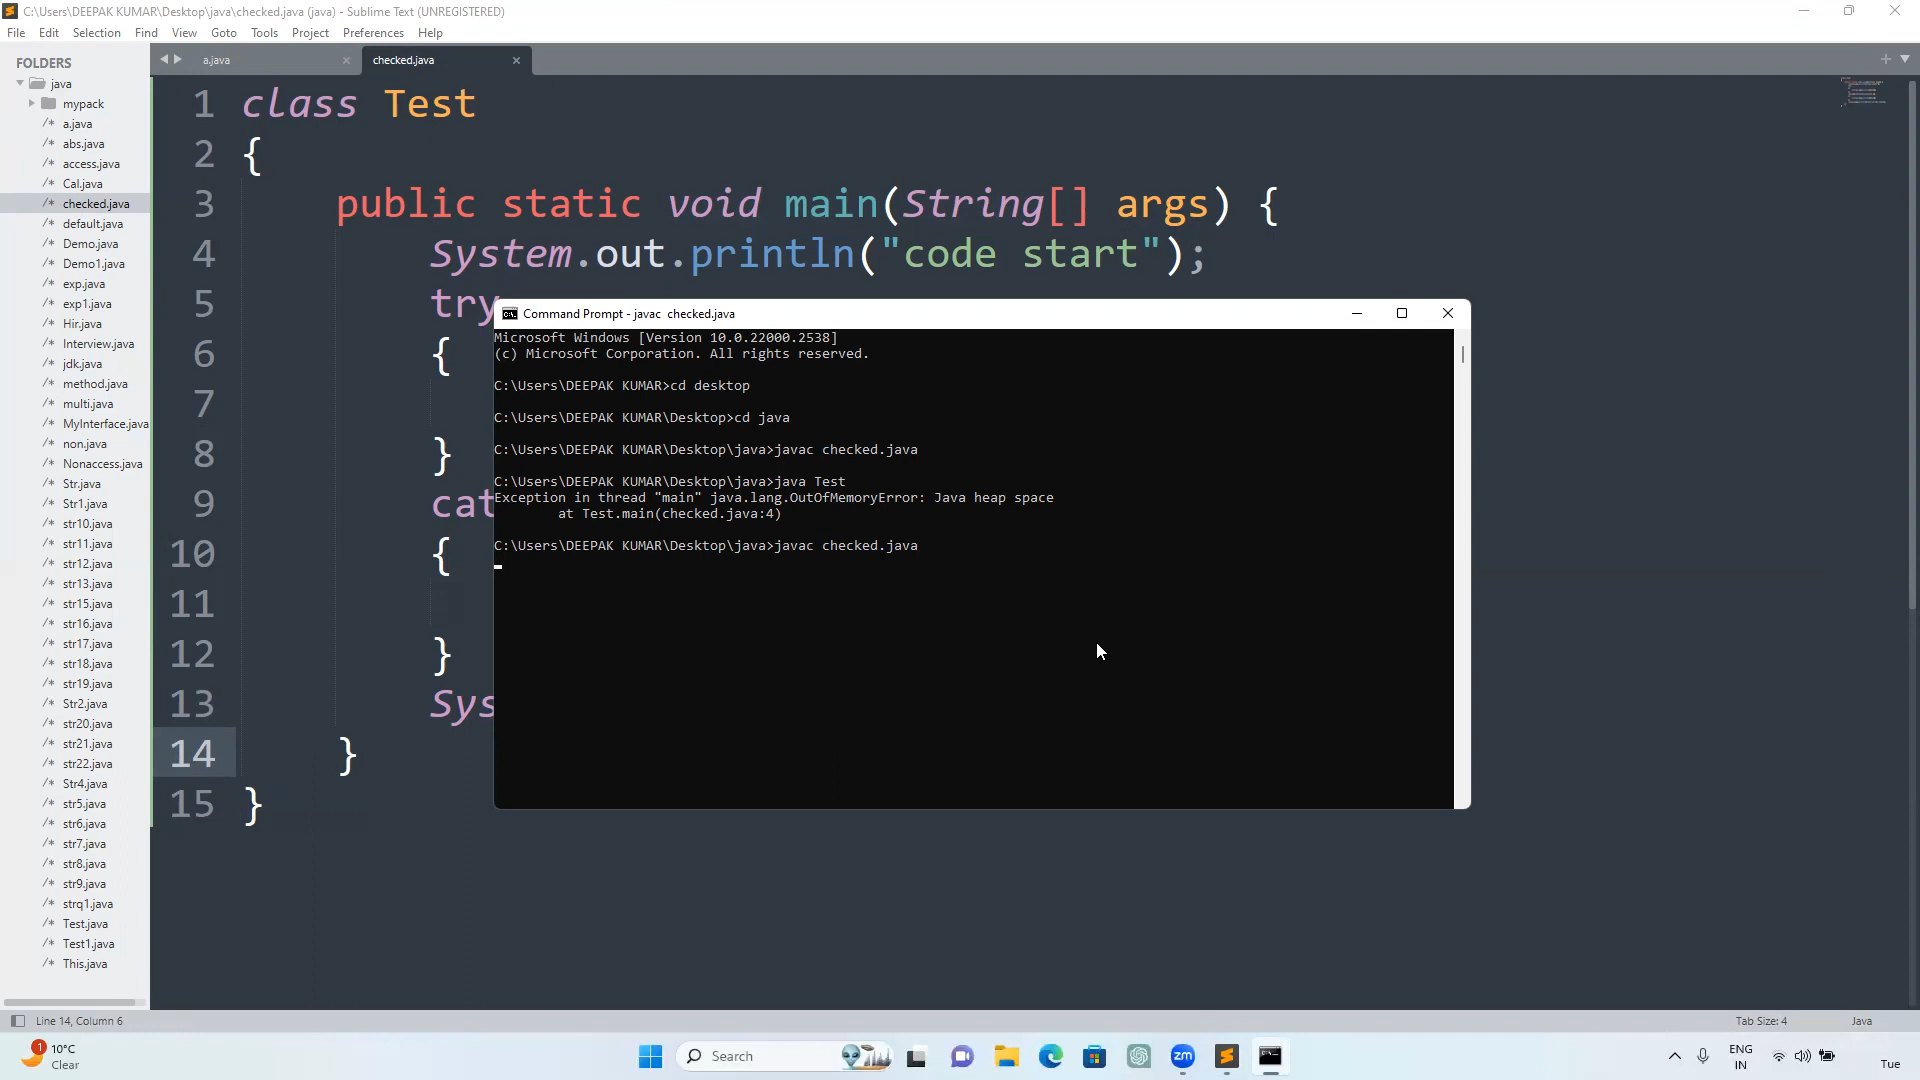 C:\Users\DEEPAK KUMAR\Desktop\java\checked.java (java) - Sublime Text (UNREGISTERED)
File Edit Selection Find View Goto Tools Project Preferences Help
FOLDERS
java
mypack
/* a.java
/* abs.java
/* access.java
/* Cal.java
/* checked.java
/* default.java
/* Demo.java
/* Demo1.java
/* exp.java
/* exp1.java
/* Hir.java
/* Interview.java
/* jdk.java
/* method.java
/* multi.java
/* MyInterface.java
/* non.java
/* Nonaccess.java
/* Str.java
/* Str1.java
/* str10.java
/* str11.java
/* str12.java
/* str13.java
/* str15.java
/* str16.java
/* str17.java
/* str18.java
/* str19.java
/* Str2.java
/* str20.java
/* str21.java
/* str22.java
/* Str4.java
/* str5.java
/* str6.java
/* str7.java
/* str8.java
/* str9.java
/* strq1.java
/* Test.java
/* Test1.java
/* This.java
a.java checked.java
1 class Test
2 {
3 public static void main(String[] args) {
4 System.out.println("code start");
5 try
6 {
7
8 }
9 cat
10 {
11
12 }
13 Sys
14 }
15 }
Command Prompt - javac checked.java
Microsoft Windows [Version 10.0.22000.2538]
(c) Microsoft Corporation. All rights reserved.
C:\Users\DEEPAK KUMAR>cd desktop
C:\Users\DEEPAK KUMAR\Desktop>cd java
C:\Users\DEEPAK KUMAR\Desktop\java>javac checked.java
C:\Users\DEEPAK KUMAR\Desktop\java>java Test
Exception in thread "main" java.lang.OutOfMemoryError: Java heap space
at Test.main(checked.java:4)
C:\Users\DEEPAK KUMAR\Desktop\java>javac checked.java
Line 14, Column 6
Tab Size: 4
Java
1
10°C
Clear
Search
zm
ENG
IN
Tue